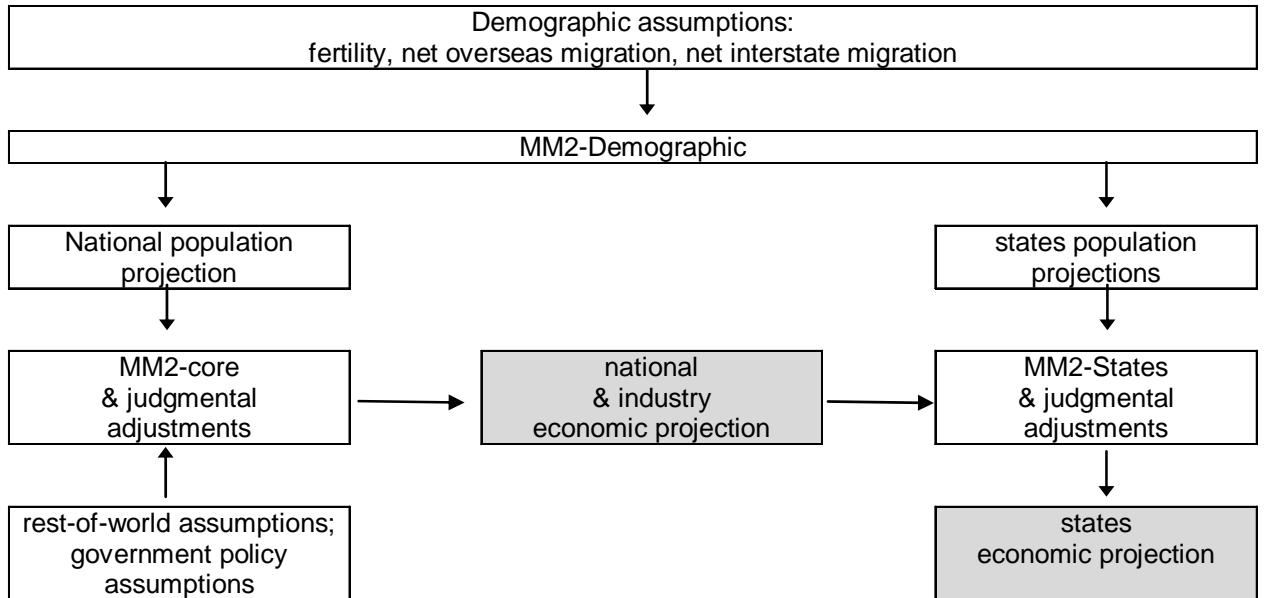 Demographic assumptions:
fertility, net overseas migration, net interstate migration
MM2-Demographic
National population
projection
states population
projections
MM2-core
& judgmental
adjustments
national
& industry
economic projection
MM2-States
& judgmental
adjustments
rest-of-world assumptions;
government policy
assumptions
states
economic projection